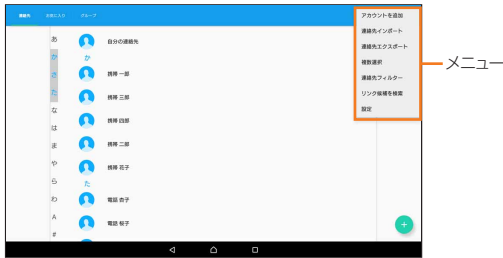 連絡先 お気に入り グループ
アカウントを追加
連絡先インポート
連絡先エクスポート
複数選択
連絡先フィルター
リンク候補を検索
設定
メニュー
あ
か
さ
た
な
は
ま
や
ら
わ
A
#
自分の連絡先
か
携帯 一郎
携帯 三郎
携帯 四郎
携帯 二郎
携帯 花子
た
電話 杏子
電話 桜子
+